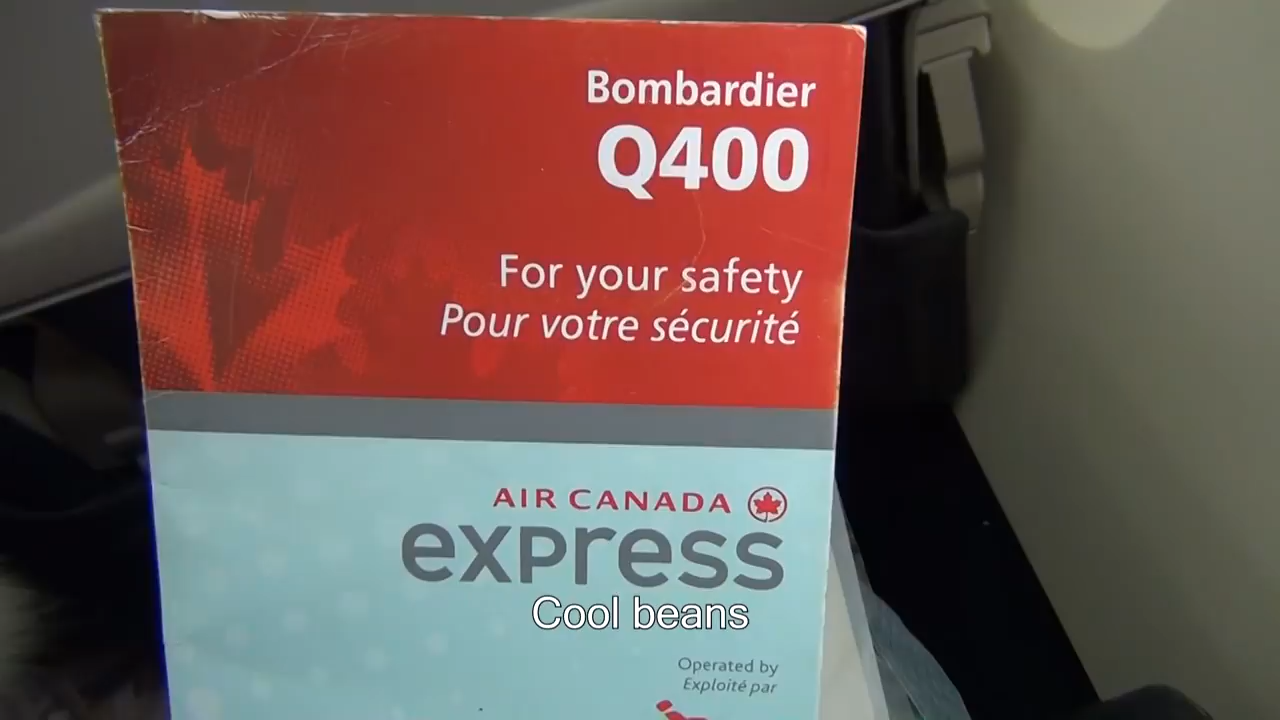 Bombardier
Q400
For your safety
Pour votre sécurité
AIR CANADA
express
Cool beans
Operated by
Exploité par